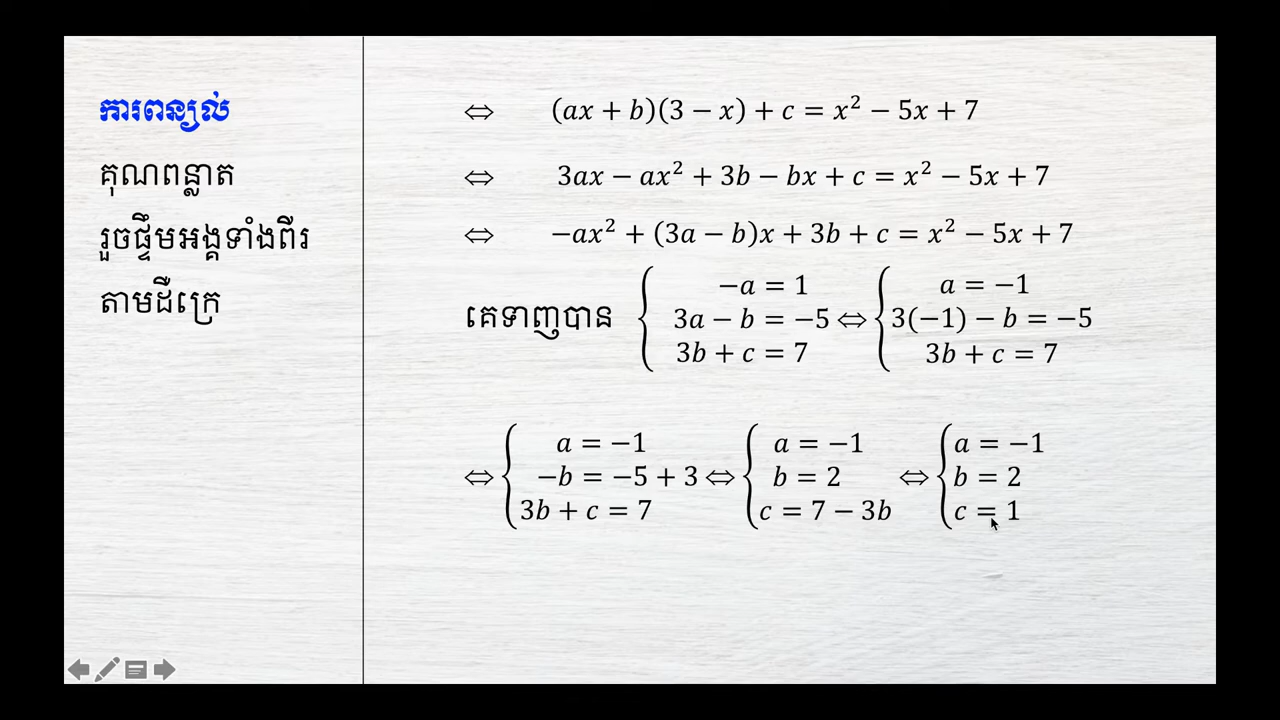 ការពន្យល់
គុណពន្លាត
រួចផ្ទឹមអង្គទាំងពីរ
តាមដឺក្រេ
⇔ (ax + b)(3 − x) + c = x² − 5x + 7
⇔ 3ax − ax² + 3b − bx + c = x² − 5x + 7
⇔ −ax² + (3a − b)x + 3b + c = x² − 5x + 7
គេទាញបាន { −a = 1 ⇔ { a = −1
3a − b = −5 3(−1) − b = −5
3b + c = 7 3b + c = 7
⇔ { a = −1 ⇔ { a = −1 ⇔ { a = −1
−b = −5 + 3 b = 2 b = 2
3b + c = 7 c = 7 − 3b c = 1